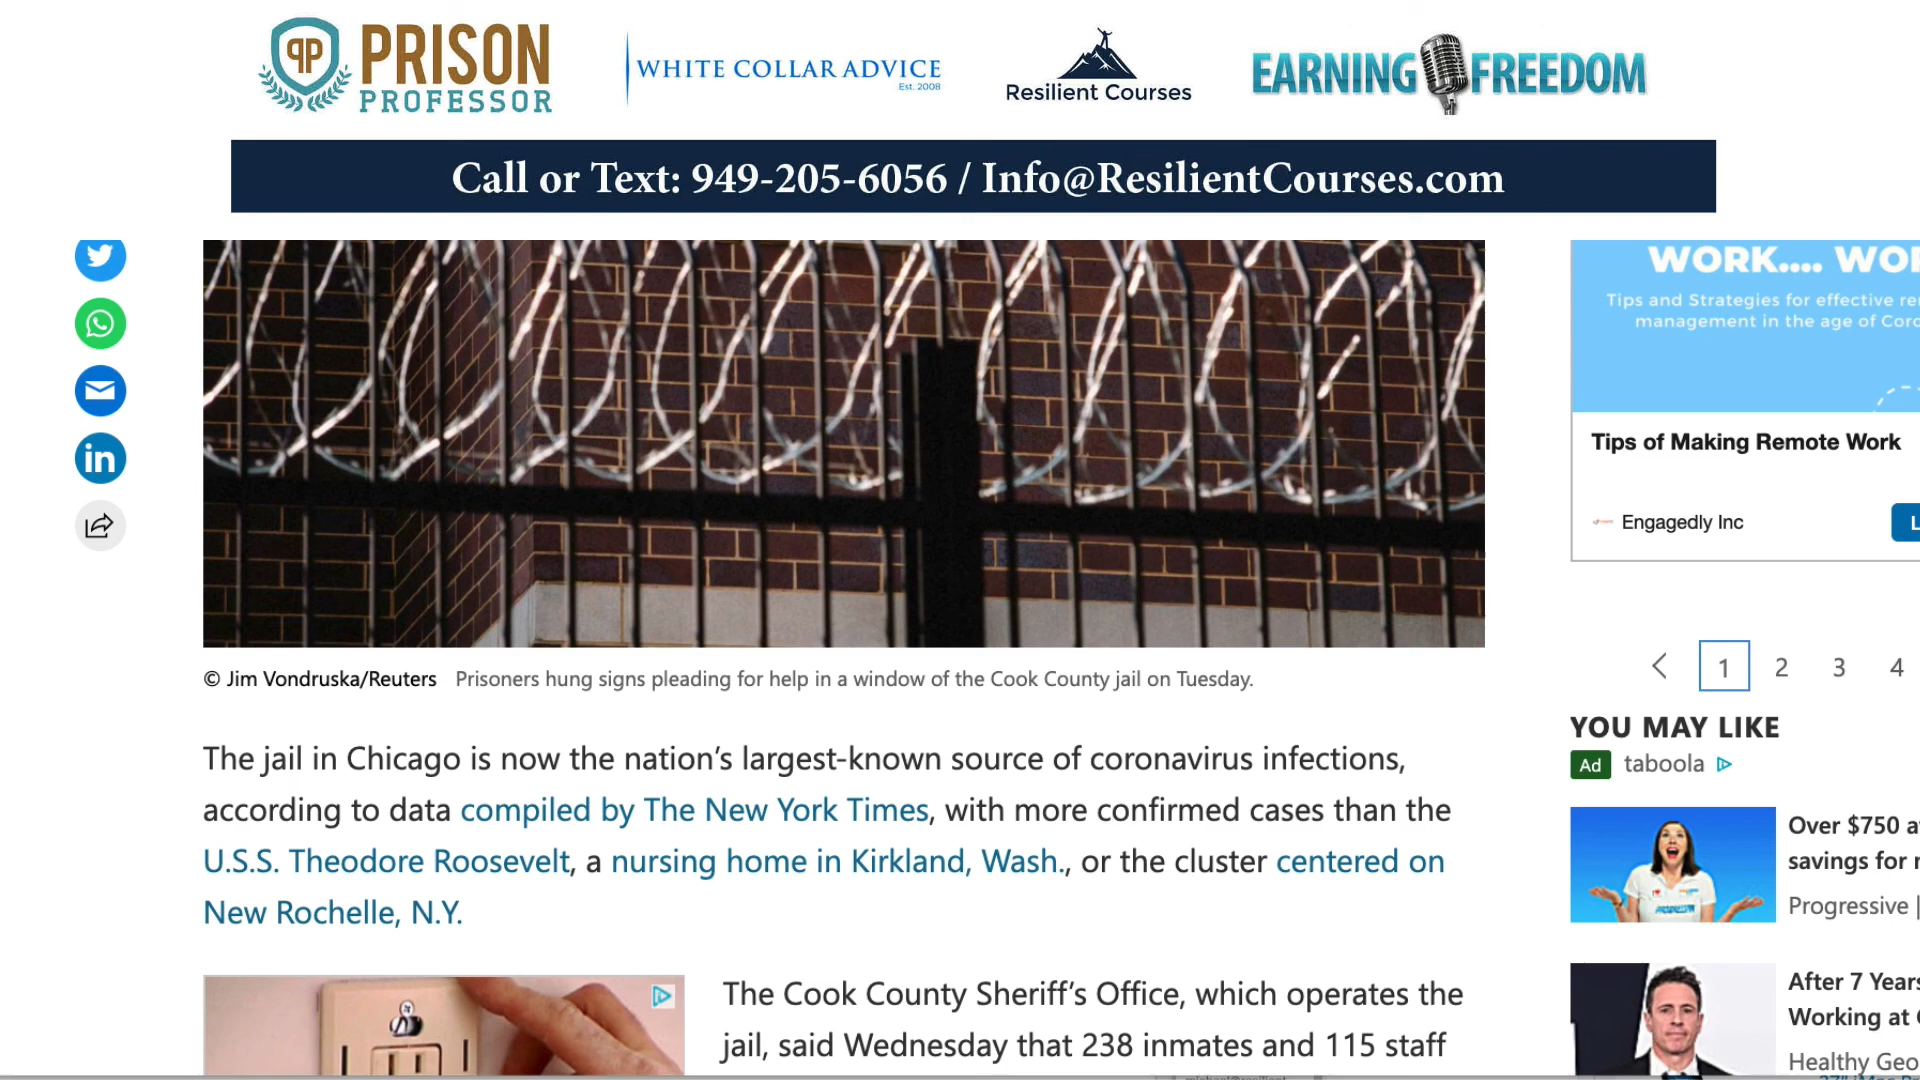 PRISON
PROFESSOR
WHITE COLLAR ADVICE
Est. 2008
Resilient Courses
EARNING FREEDOM
Call or Text: 949-205-6056 / Info@ResilientCourses.com
WORK....
Tips and Strategies for effective
management in the age of
Tips of Making Remote Work
Engagedly Inc
© Jim Vondruska/Reuters Prisoners hung signs pleading for help in a window of the Cook County jail on Tuesday.
1 2 3 4
The jail in Chicago is now the nation's largest-known source of coronavirus infections,
according to data compiled by The New York Times, with more confirmed cases than the
U.S.S. Theodore Roosevelt, a nursing home in Kirkland, Wash., or the cluster centered on
New Rochelle, N.Y.
YOU MAY LIKE
Ad taboola
Over $750
savings for
Progressive |
The Cook County Sheriff's Office, which operates the
jail, said Wednesday that 238 inmates and 115 staff
After 7 Years
Working at
Healthy Geo